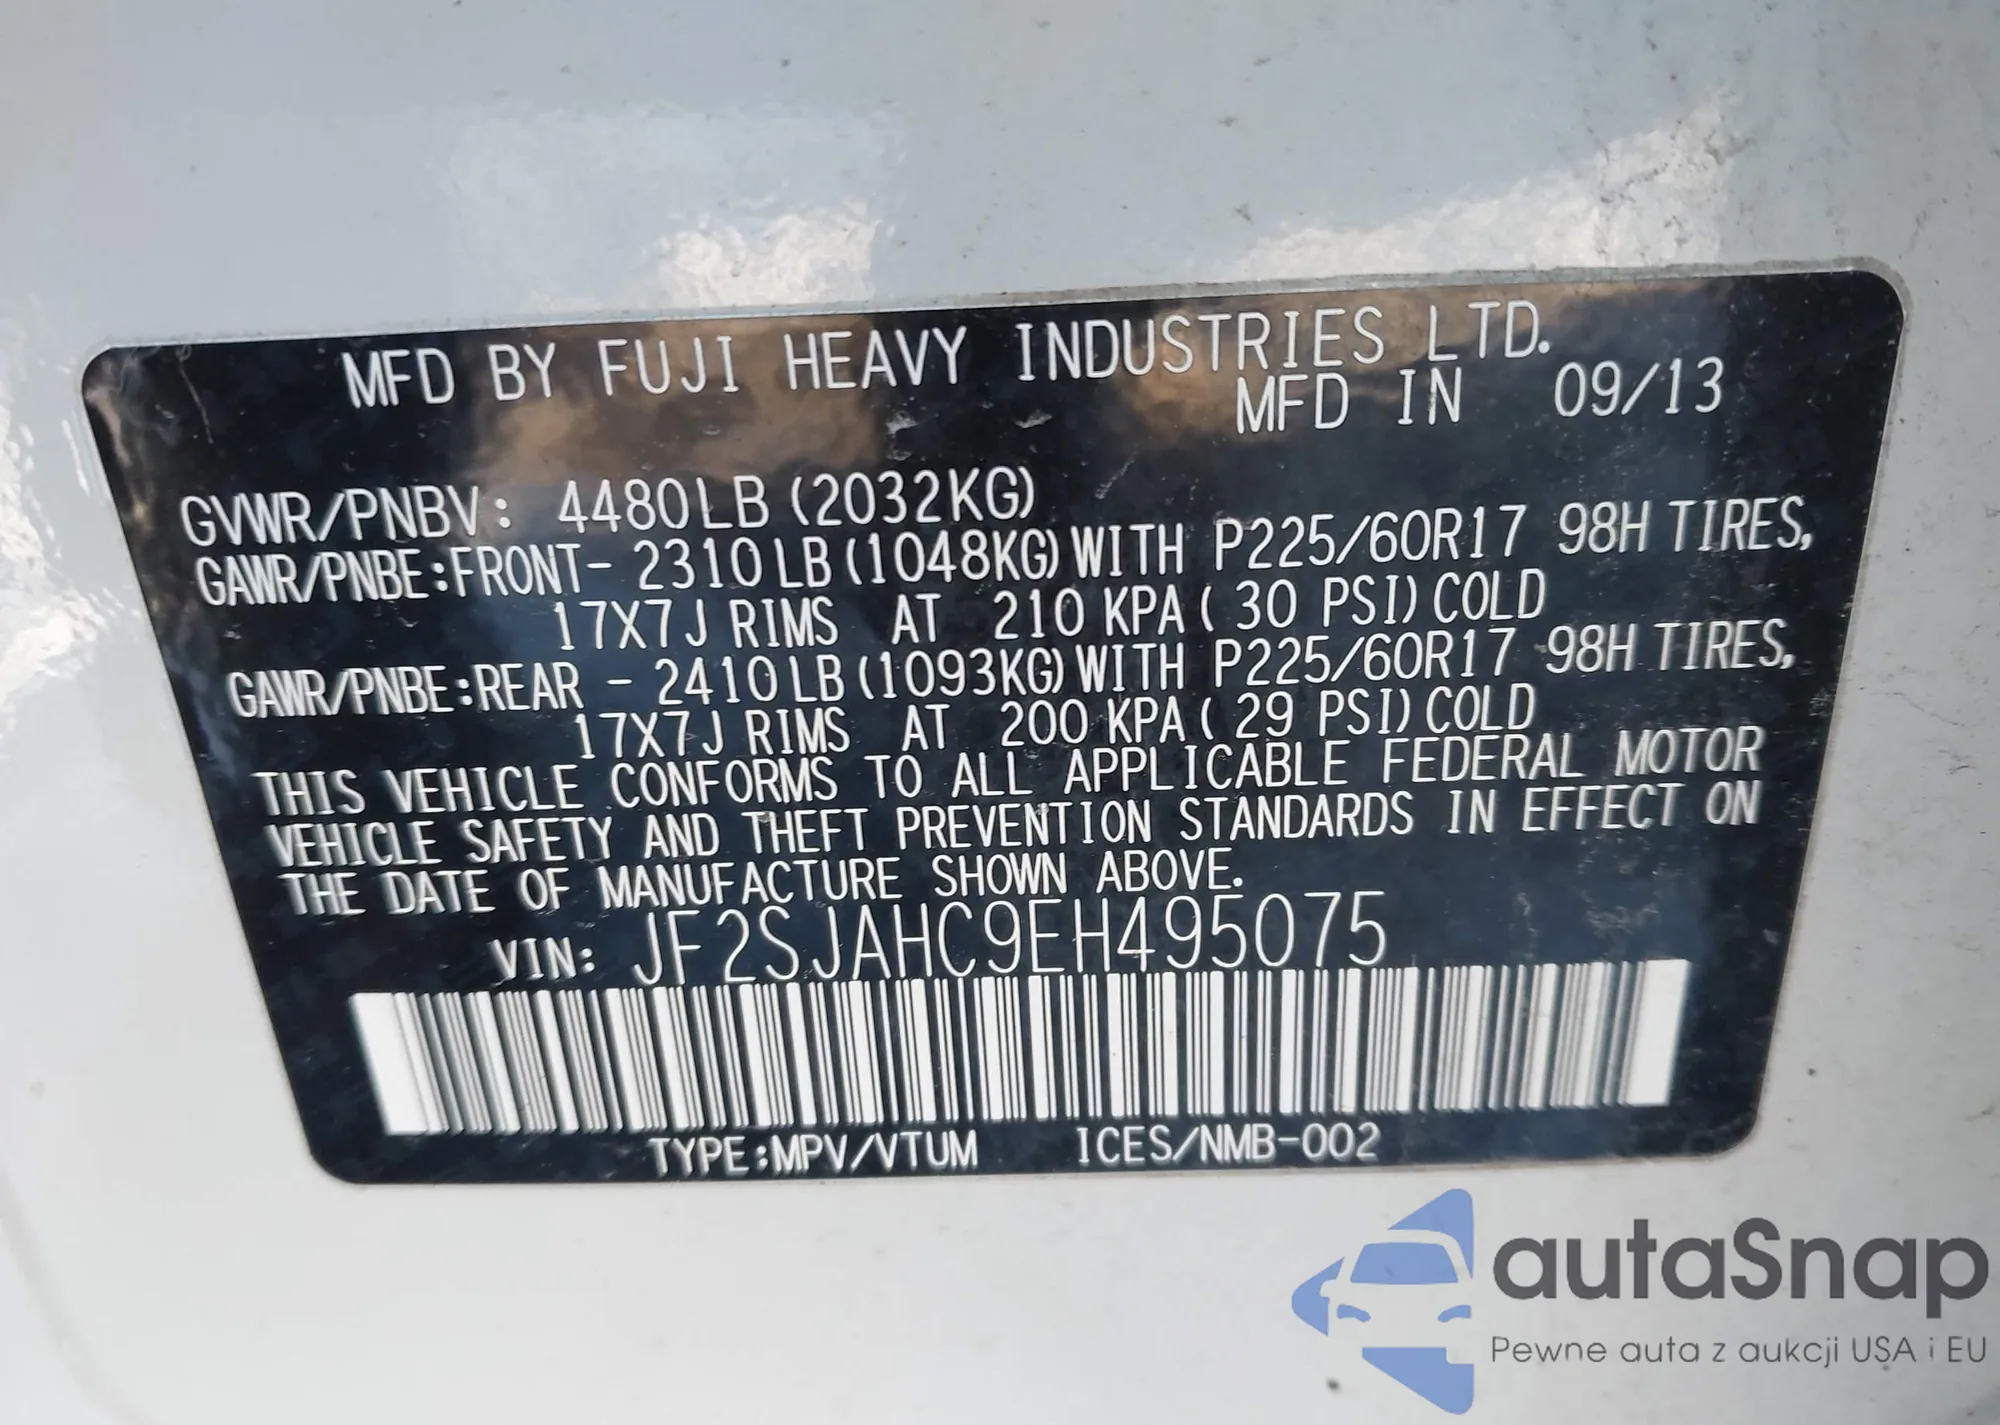 MFD BY FUJI HEAVY INDUSTRIES LTD.
MFD IN 09/13
GVWR/PNBV: 4480LB (2032KG)
GAWR/PNBE:FRONT- 2310LB(1048KG)WITH P225/60R17 98H TIRES,
17X7J RIMS AT 210 KPA( 30 PSI)COLD
GAWR/PNBE:REAR - 2410LB(1093KG)WITH P225/60R17 98H TIRES,
17X7J RIMS AT 200 KPA( 29 PSI)COLD
THIS VEHICLE CONFORMS TO ALL APPLICABLE FEDERAL MOTOR
VEHICLE SAFETY AND THEFT PREVENTION STANDARDS IN EFFECT ON
THE DATE OF MANUFACTURE SHOWN ABOVE.
VIN: JF2SJAHC9EH495075
TYPE:MPV/VTUM ICES/NMB-002
autaSnap
Pewne auta z aukcji USA i EU